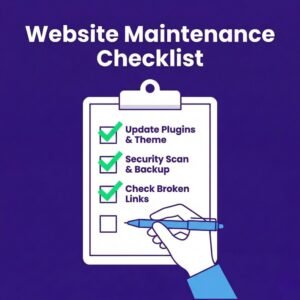 Website Maintenance
Checklist
Update Plugins
& Theme
Security Scan
& Backup
Check Broken
Links